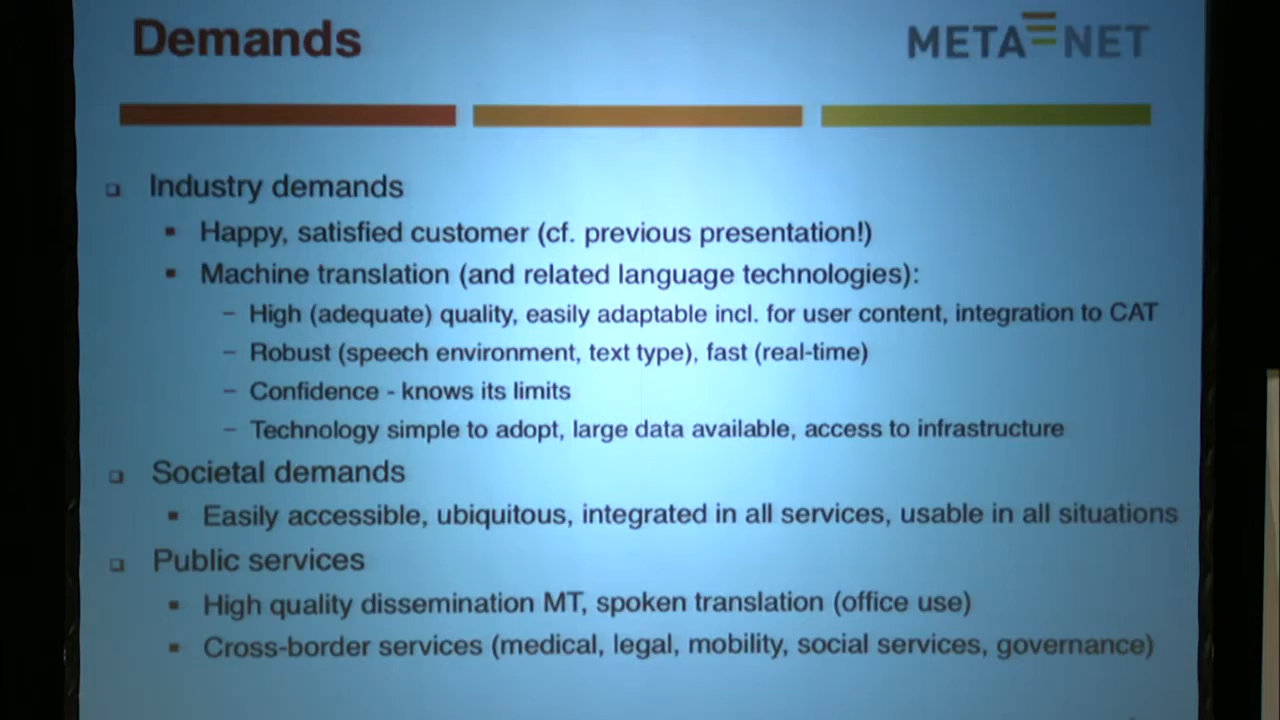 Demands
META NET
Industry demands
Happy, satisfied customer (cf. previous presentation!)
Machine translation (and related language technologies):
– High (adequate) quality, easily adaptable incl. for user content, integration to CAT
– Robust (speech environment, text type), fast (real-time)
– Confidence - knows its limits
– Technology simple to adopt, large data available, access to infrastructure
Societal demands
Easily accessible, ubiquitous, integrated in all services, usable in all situations
Public services
High quality dissemination MT, spoken translation (office use)
Cross-border services (medical, legal, mobility, social services, governance)